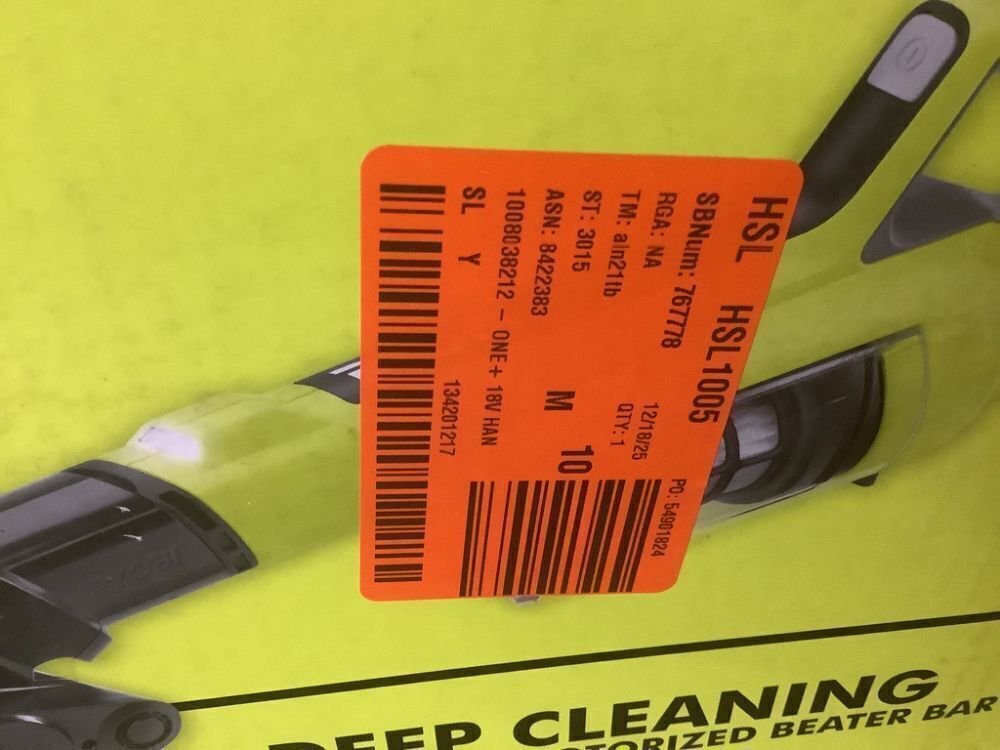 HSL HSL1005
SBNum: 767778
RGA: NA
12/18/25
PO: 54901824
TM: aln21tb
QTY: 1
ST: 3015
ASN: 8422383
M 10
1008038212 - ONE+ 18V HAN
SL Y
134201217
RYOBI
DEEP CLEANING
BEATER BAR